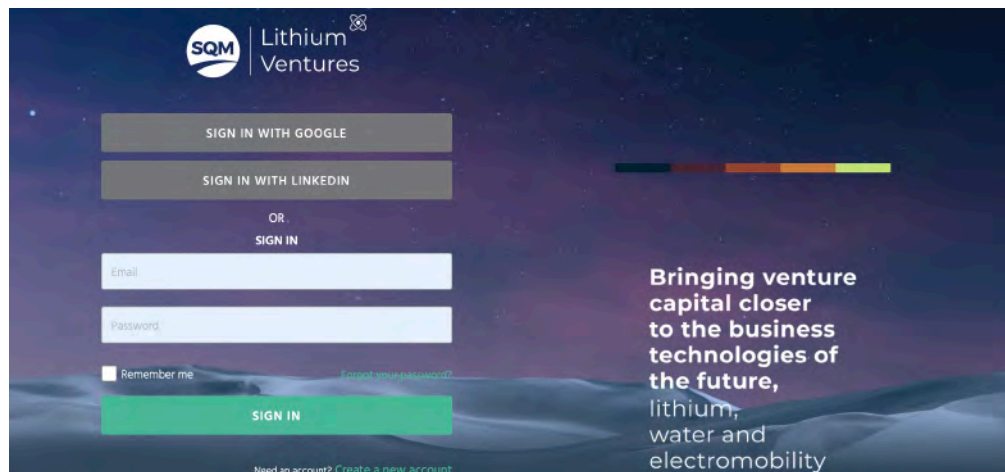 SQM
Lithium
Ventures
SIGN IN WITH GOOGLE
SIGN IN WITH LINKEDIN
OR
SIGN IN
Email
Password
Remember me
Forgot your password?
SIGN IN
Need an account? Create a new account
Bringing venture
capital closer
to the business
technologies of
the future,
lithium,
water and
electromobility